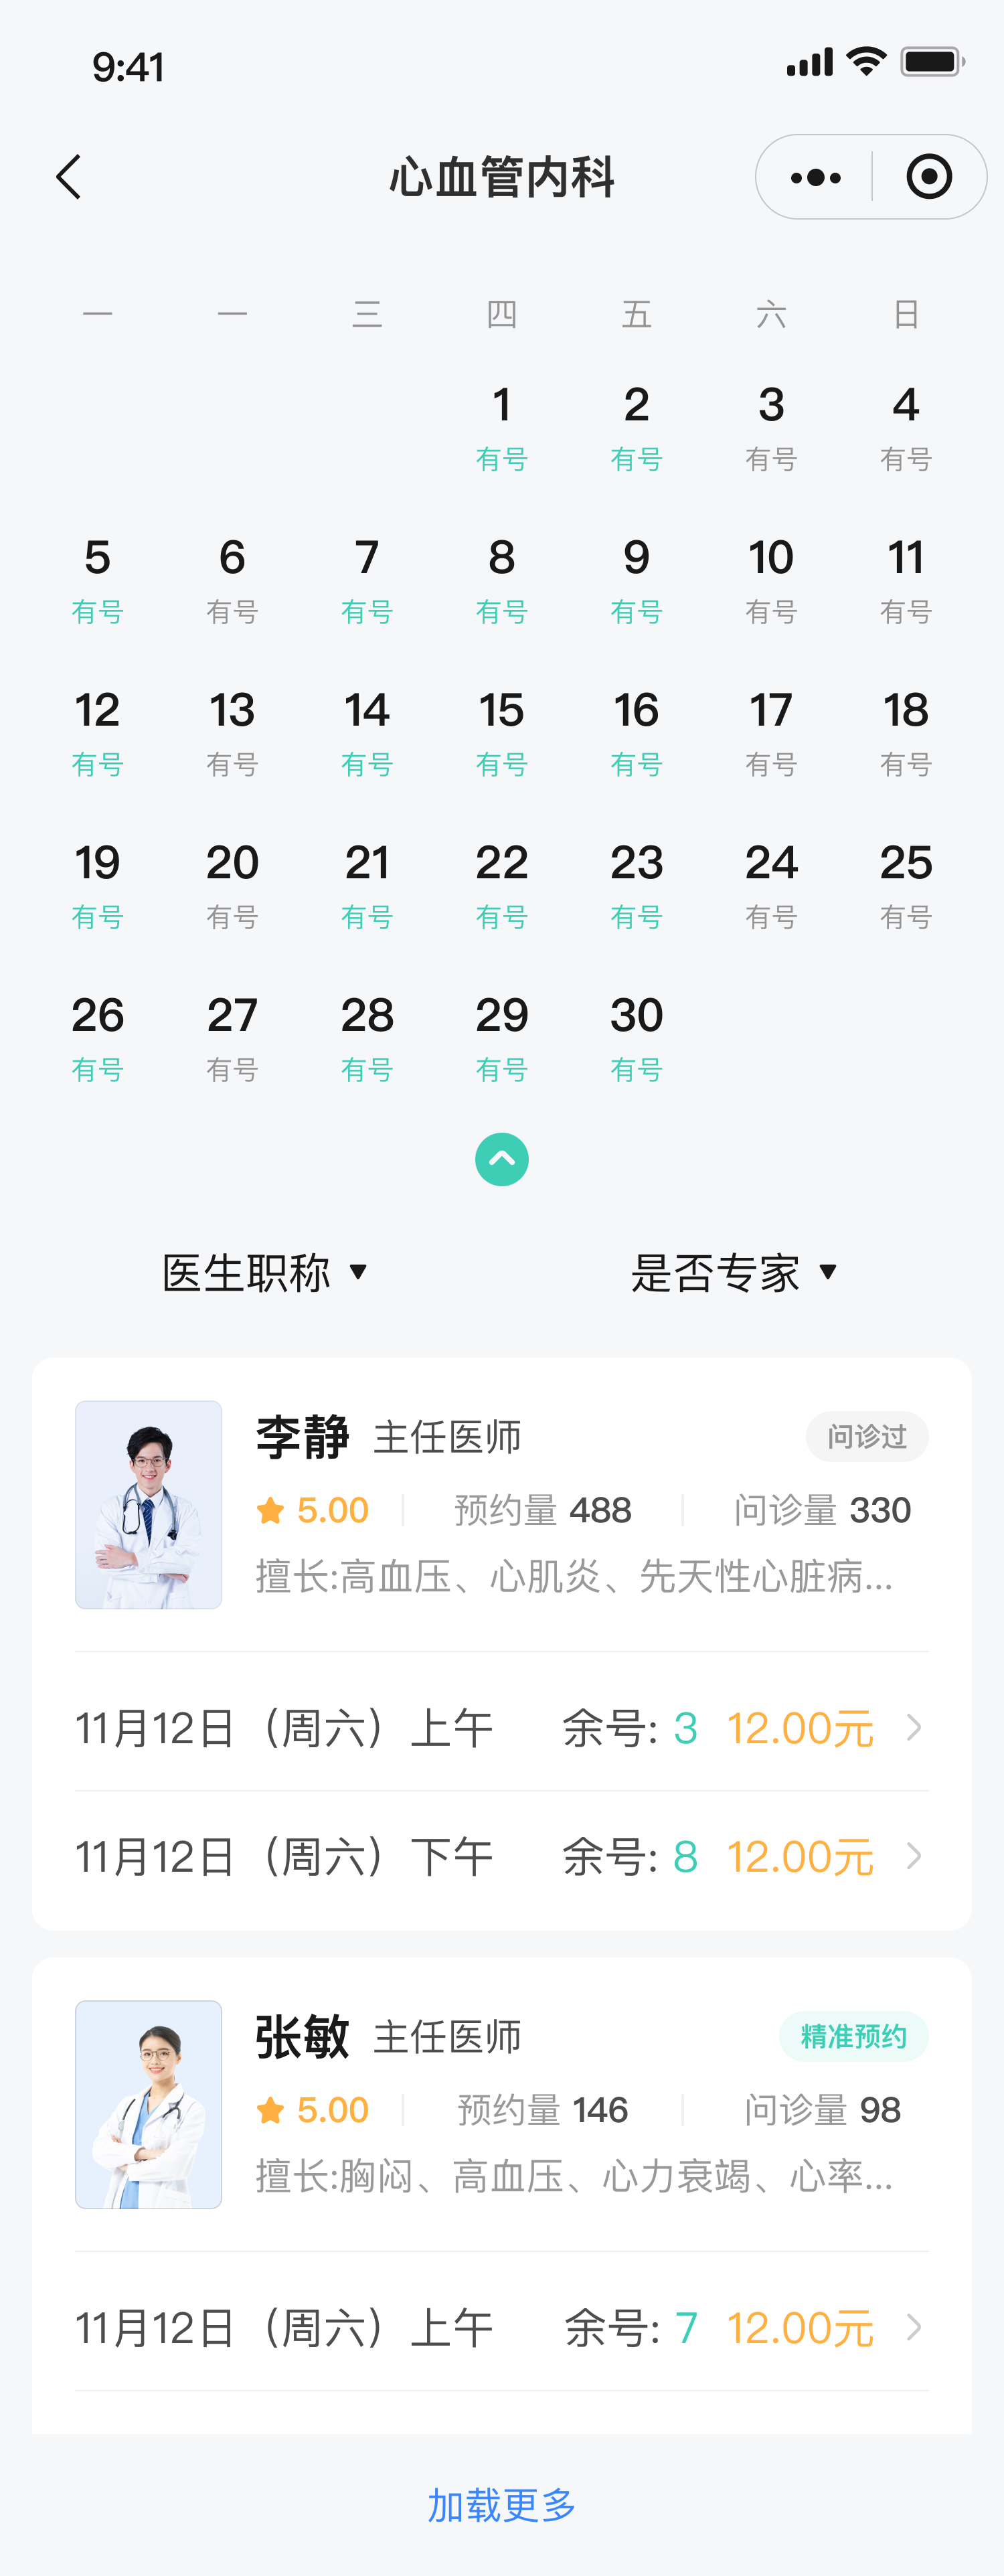 9:41
心血管内科
一 一 三 四 五 六 日
1 2 3 4
有号 有号 有号 有号
5 6 7 8 9 10 11
有号 有号 有号 有号 有号 有号 有号
12 13 14 15 16 17 18
有号 有号 有号 有号 有号 有号 有号
19 20 21 22 23 24 25
有号 有号 有号 有号 有号 有号 有号
26 27 28 29 30
有号 有号 有号 有号 有号
医生职称 是否专家
李静 主任医师 问诊过
5.00 预约量 488 问诊量 330
擅长:高血压、心肌炎、先天性心脏病...
11月12日（周六）上午 余号: 3 12.00元
11月12日（周六）下午 余号: 8 12.00元
张敏 主任医师 精准预约
5.00 预约量 146 问诊量 98
擅长:胸闷、高血压、心力衰竭、心率...
11月12日（周六）上午 余号: 7 12.00元
加载更多